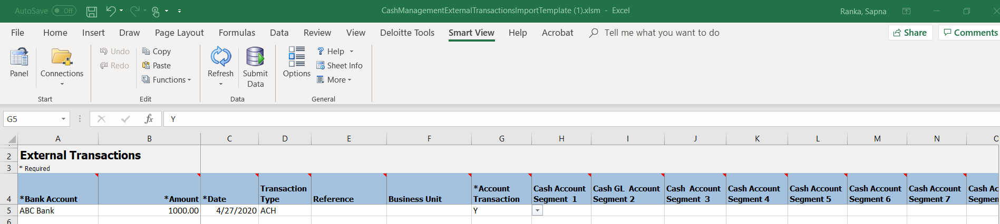 AutoSave Off
CashManagementExternalTransactionsImportTemplate (1).xlsm - Excel
Ranka, Sapna
File Home Insert Draw Page Layout Formulas Data Review View Deloitte Tools Smart View Help Acrobat Tell me what you want to do Share Comments
Panel
Connections
Start
Undo
Redo
Copy
Paste
Functions
Edit
Refresh
Submit
Data
Data
Options
Help
Sheet Info
More
General
G5 fx Y
A B C D E F G H I J K L M N
2 External Transactions
3 * Required
4 *Bank Account
*Amount
*Date
Transaction
Type
Reference
Business Unit
*Account
Transaction
Cash Account
Segment 1
Cash GL Account
Segment 2
Cash Account
Segment 3
Cash Account
Segment 4
Cash Account
Segment 5
Cash Account
Segment 6
Cash Account
Segment 7
Cash Ac
Segmen
5 ABC Bank 1000.00 4/27/2020 ACH Y